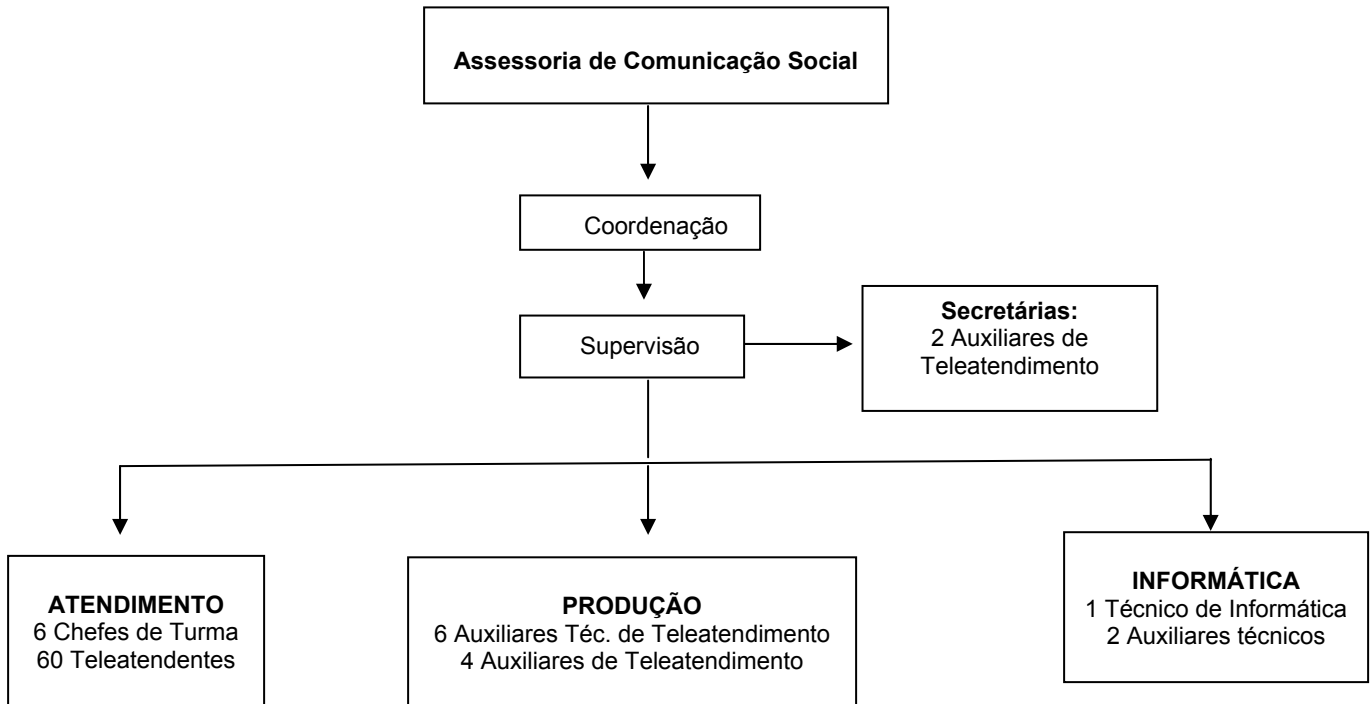 Assessoria de Comunicação Social
Coordenação
Supervisão
Secretárias:
2 Auxiliares de
Teleatendimento
ATENDIMENTO
6 Chefes de Turma
60 Teleatendentes
PRODUÇÃO
6 Auxiliares Téc. de Teleatendimento
4 Auxiliares de Teleatendimento
INFORMÁTICA
1 Técnico de Informática
2 Auxiliares técnicos